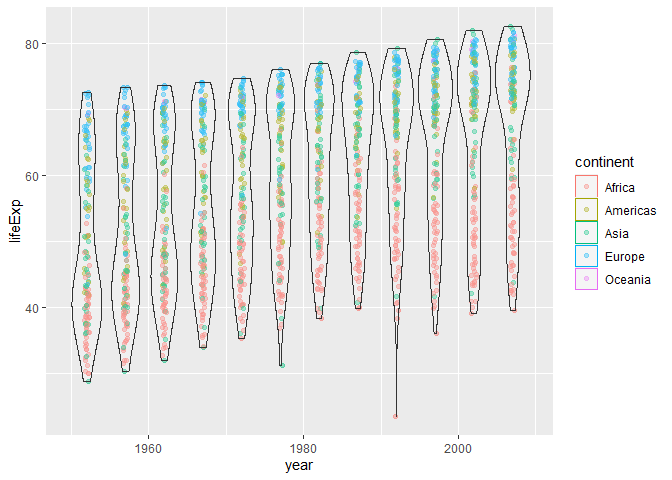 80
60
40
lifeExp
1960
1980
2000
year
continent
Africa
Americas
Asia
Europe
Oceania